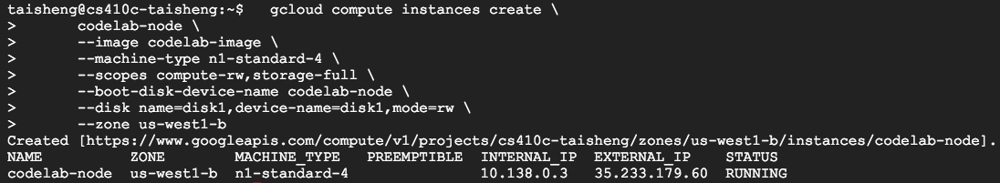 taisheng@cs410c-taisheng:~$   gcloud compute instances create \
>       codelab-node \
>       --image codelab-image \
>       --machine-type n1-standard-4 \
>       --scopes compute-rw,storage-full \
>       --boot-disk-device-name codelab-node \
>       --disk name=disk1,device-name=disk1,mode=rw \
>       --zone us-west1-b
Created [https://www.googleapis.com/compute/v1/projects/cs410c-taisheng/zones/us-west1-b/instances/codelab-node].
NAME          ZONE        MACHINE_TYPE   PREEMPTIBLE  INTERNAL_IP  EXTERNAL_IP    STATUS
codelab-node  us-west1-b  n1-standard-4               10.138.0.3   35.233.179.60  RUNNING